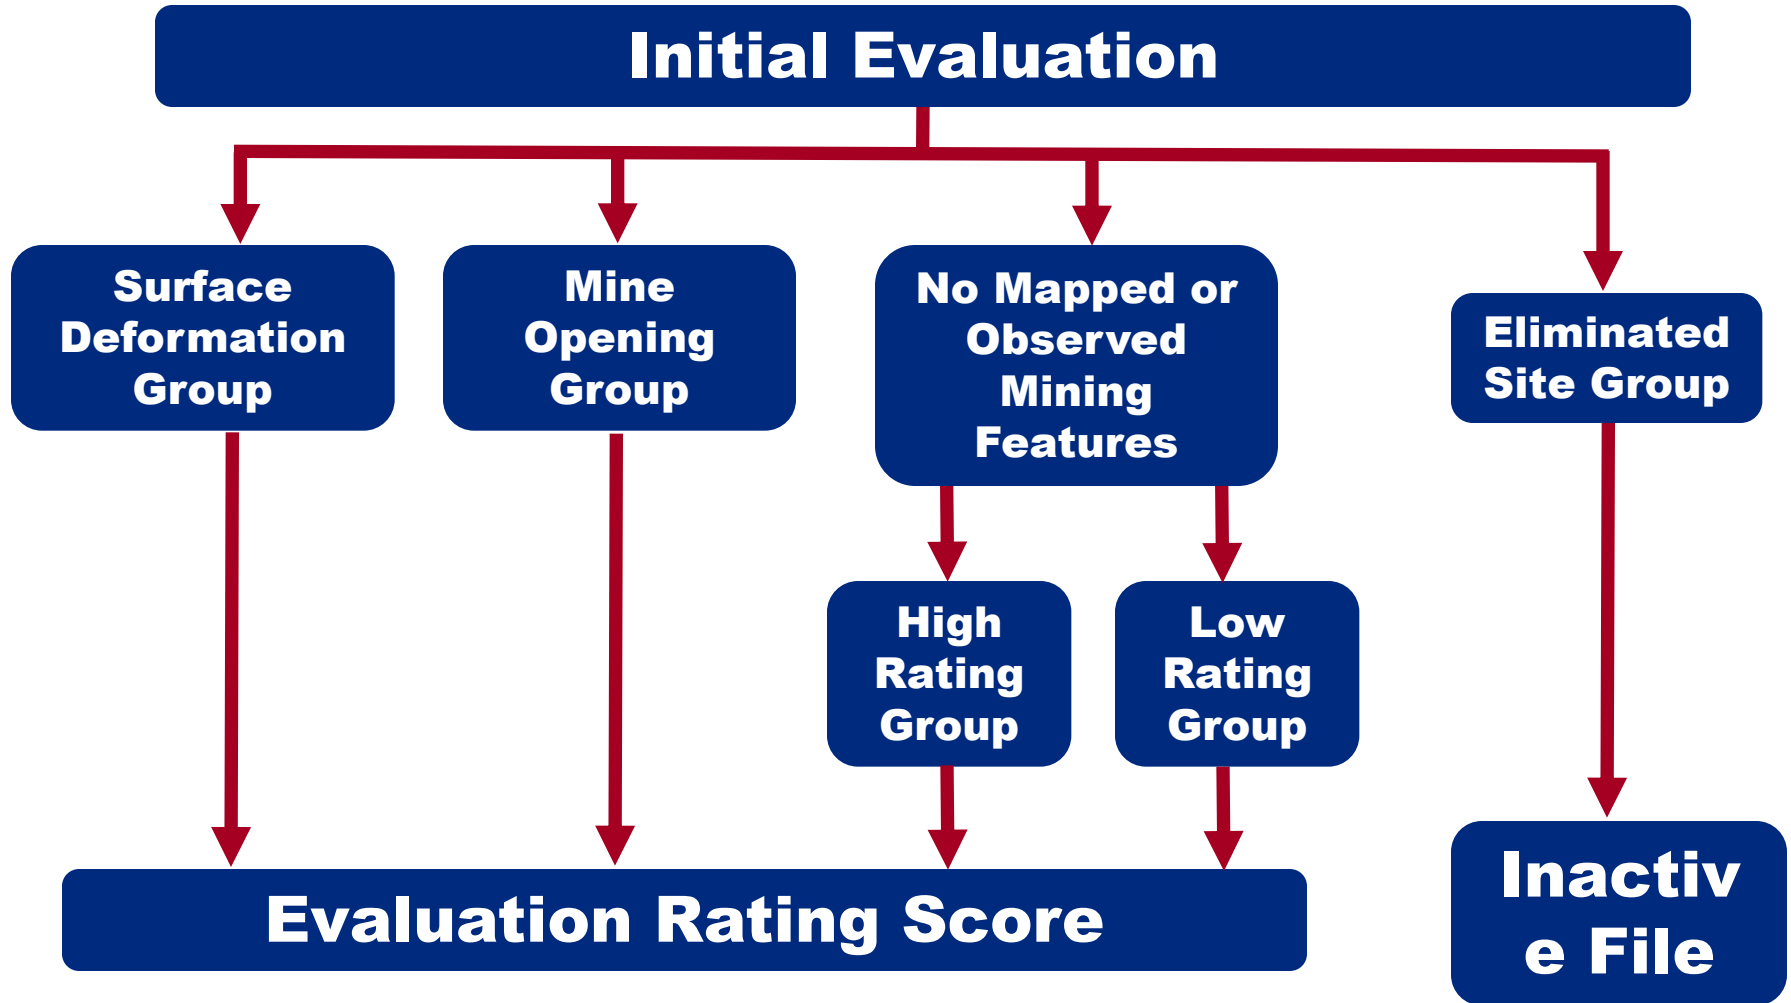 Initial Evaluation
Surface
Deformation
Group
Mine
Opening
Group
No Mapped or
Observed
Mining
Features
Eliminated
Site Group
High
Rating
Group
Low
Rating
Group
Evaluation Rating Score
Inactiv
e File